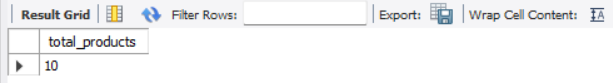 Result Grid Filter Rows: Export: Wrap Cell Content:
total_products
10